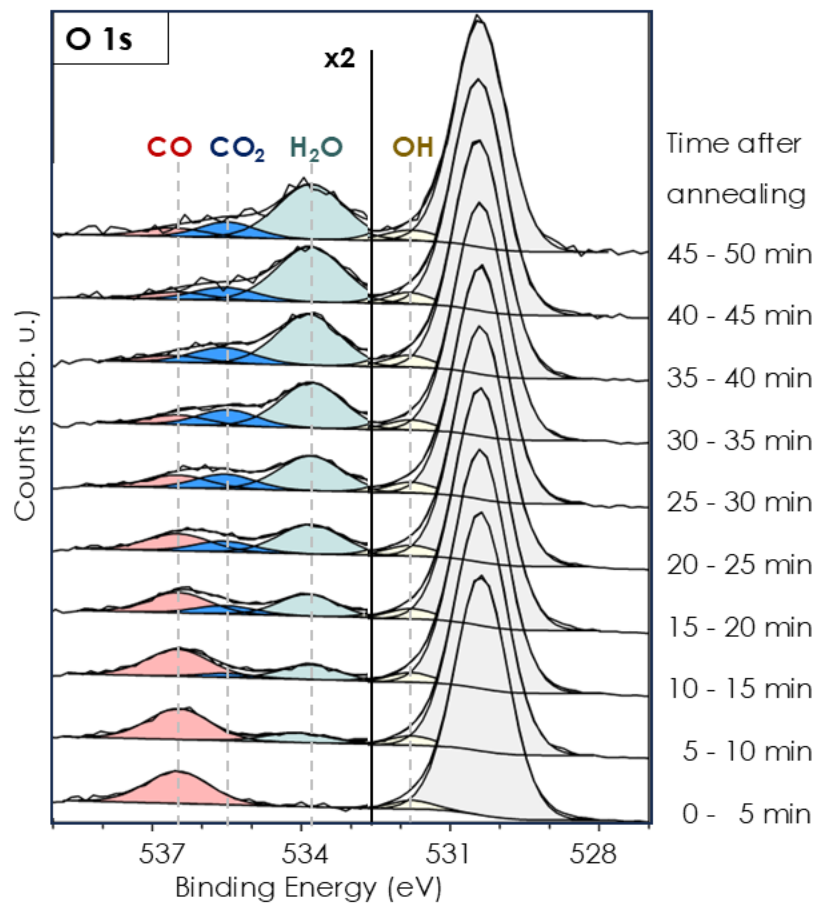 O 1s
x2
CO CO₂ H₂O OH
Time after
annealing
45 - 50 min
40 - 45 min
35 - 40 min
30 - 35 min
25 - 30 min
20 - 25 min
15 - 20 min
10 - 15 min
5 - 10 min
0 - 5 min
Counts (arb. u.)
537 534 531 528
Binding Energy (eV)